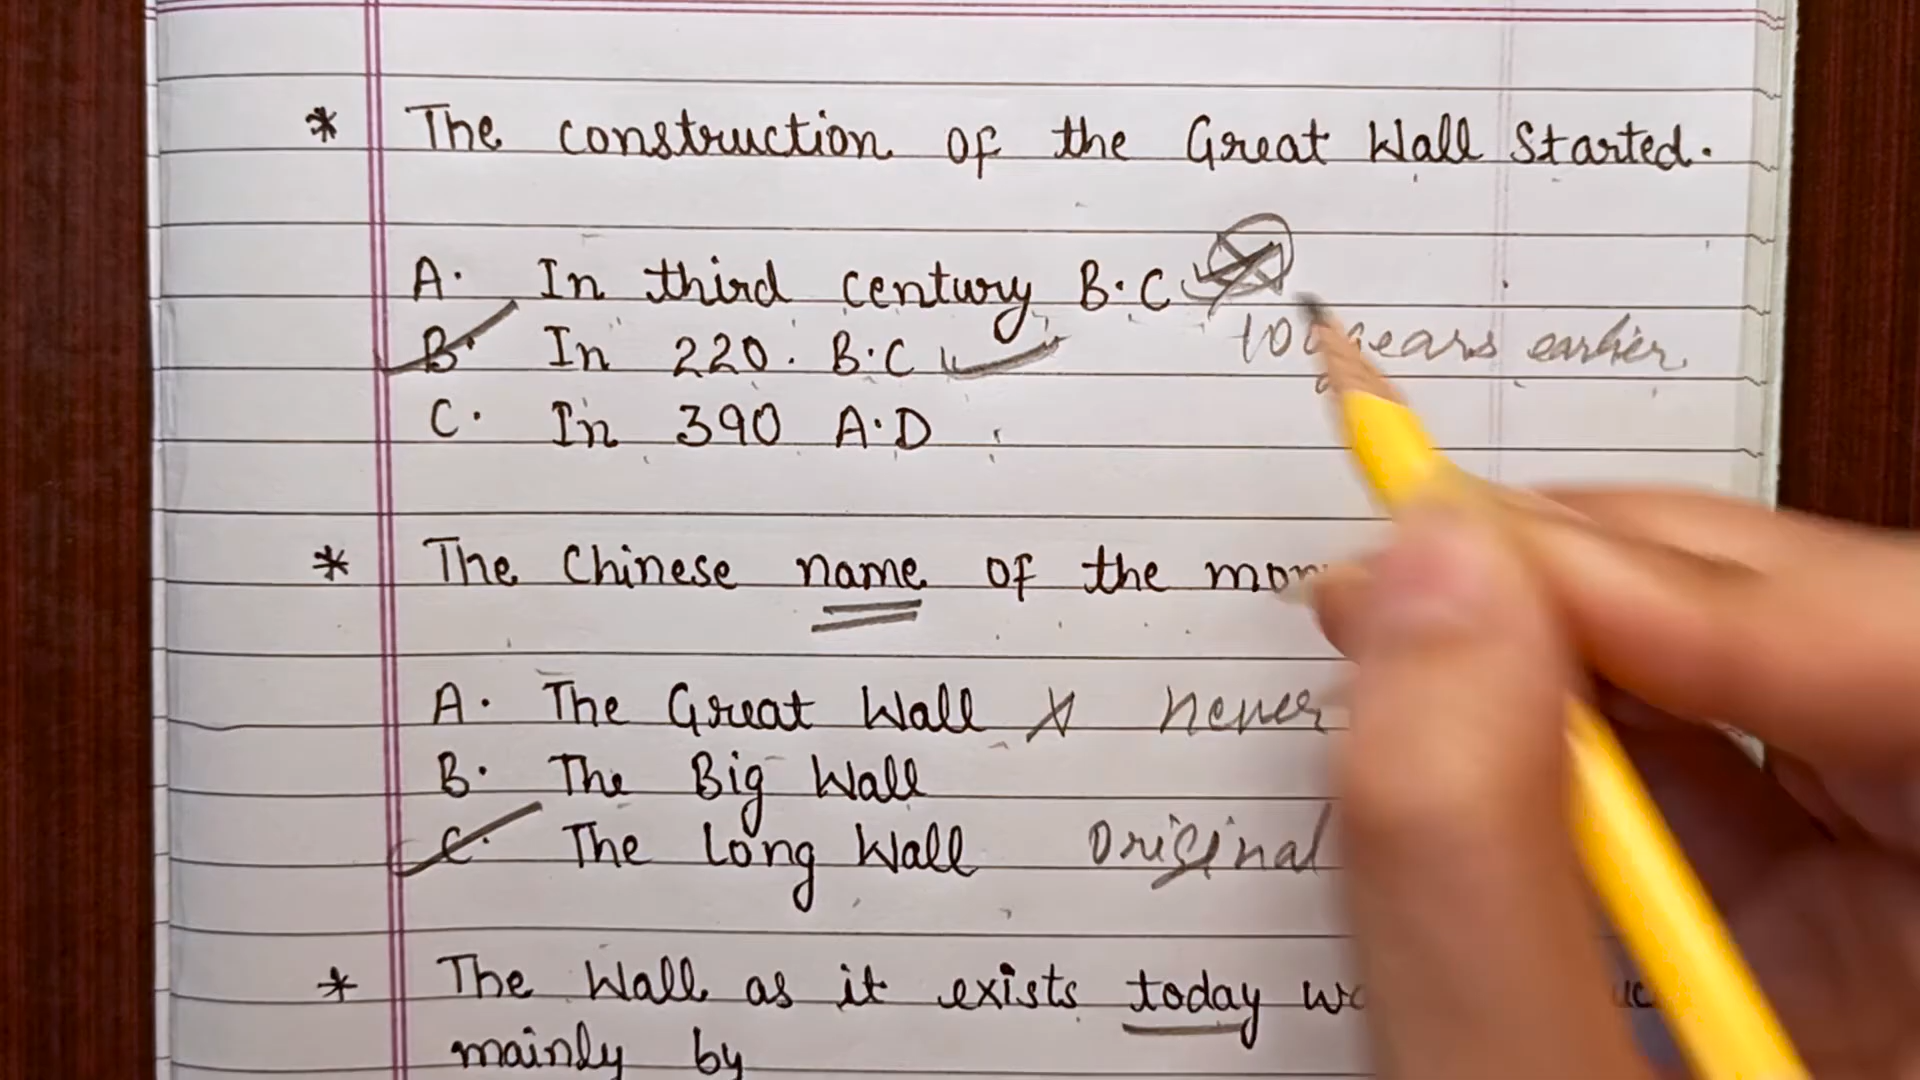 * The construction of the Great Wall Started.
A. In third century B.C
B. In 220. B.C
100 years earlier
C. In 390 A.D
* The Chinese name of the
A. The Great Wall x never
B. The Big Wall
C. The Long Wall Original
* The Wall as it exists today
mainly by